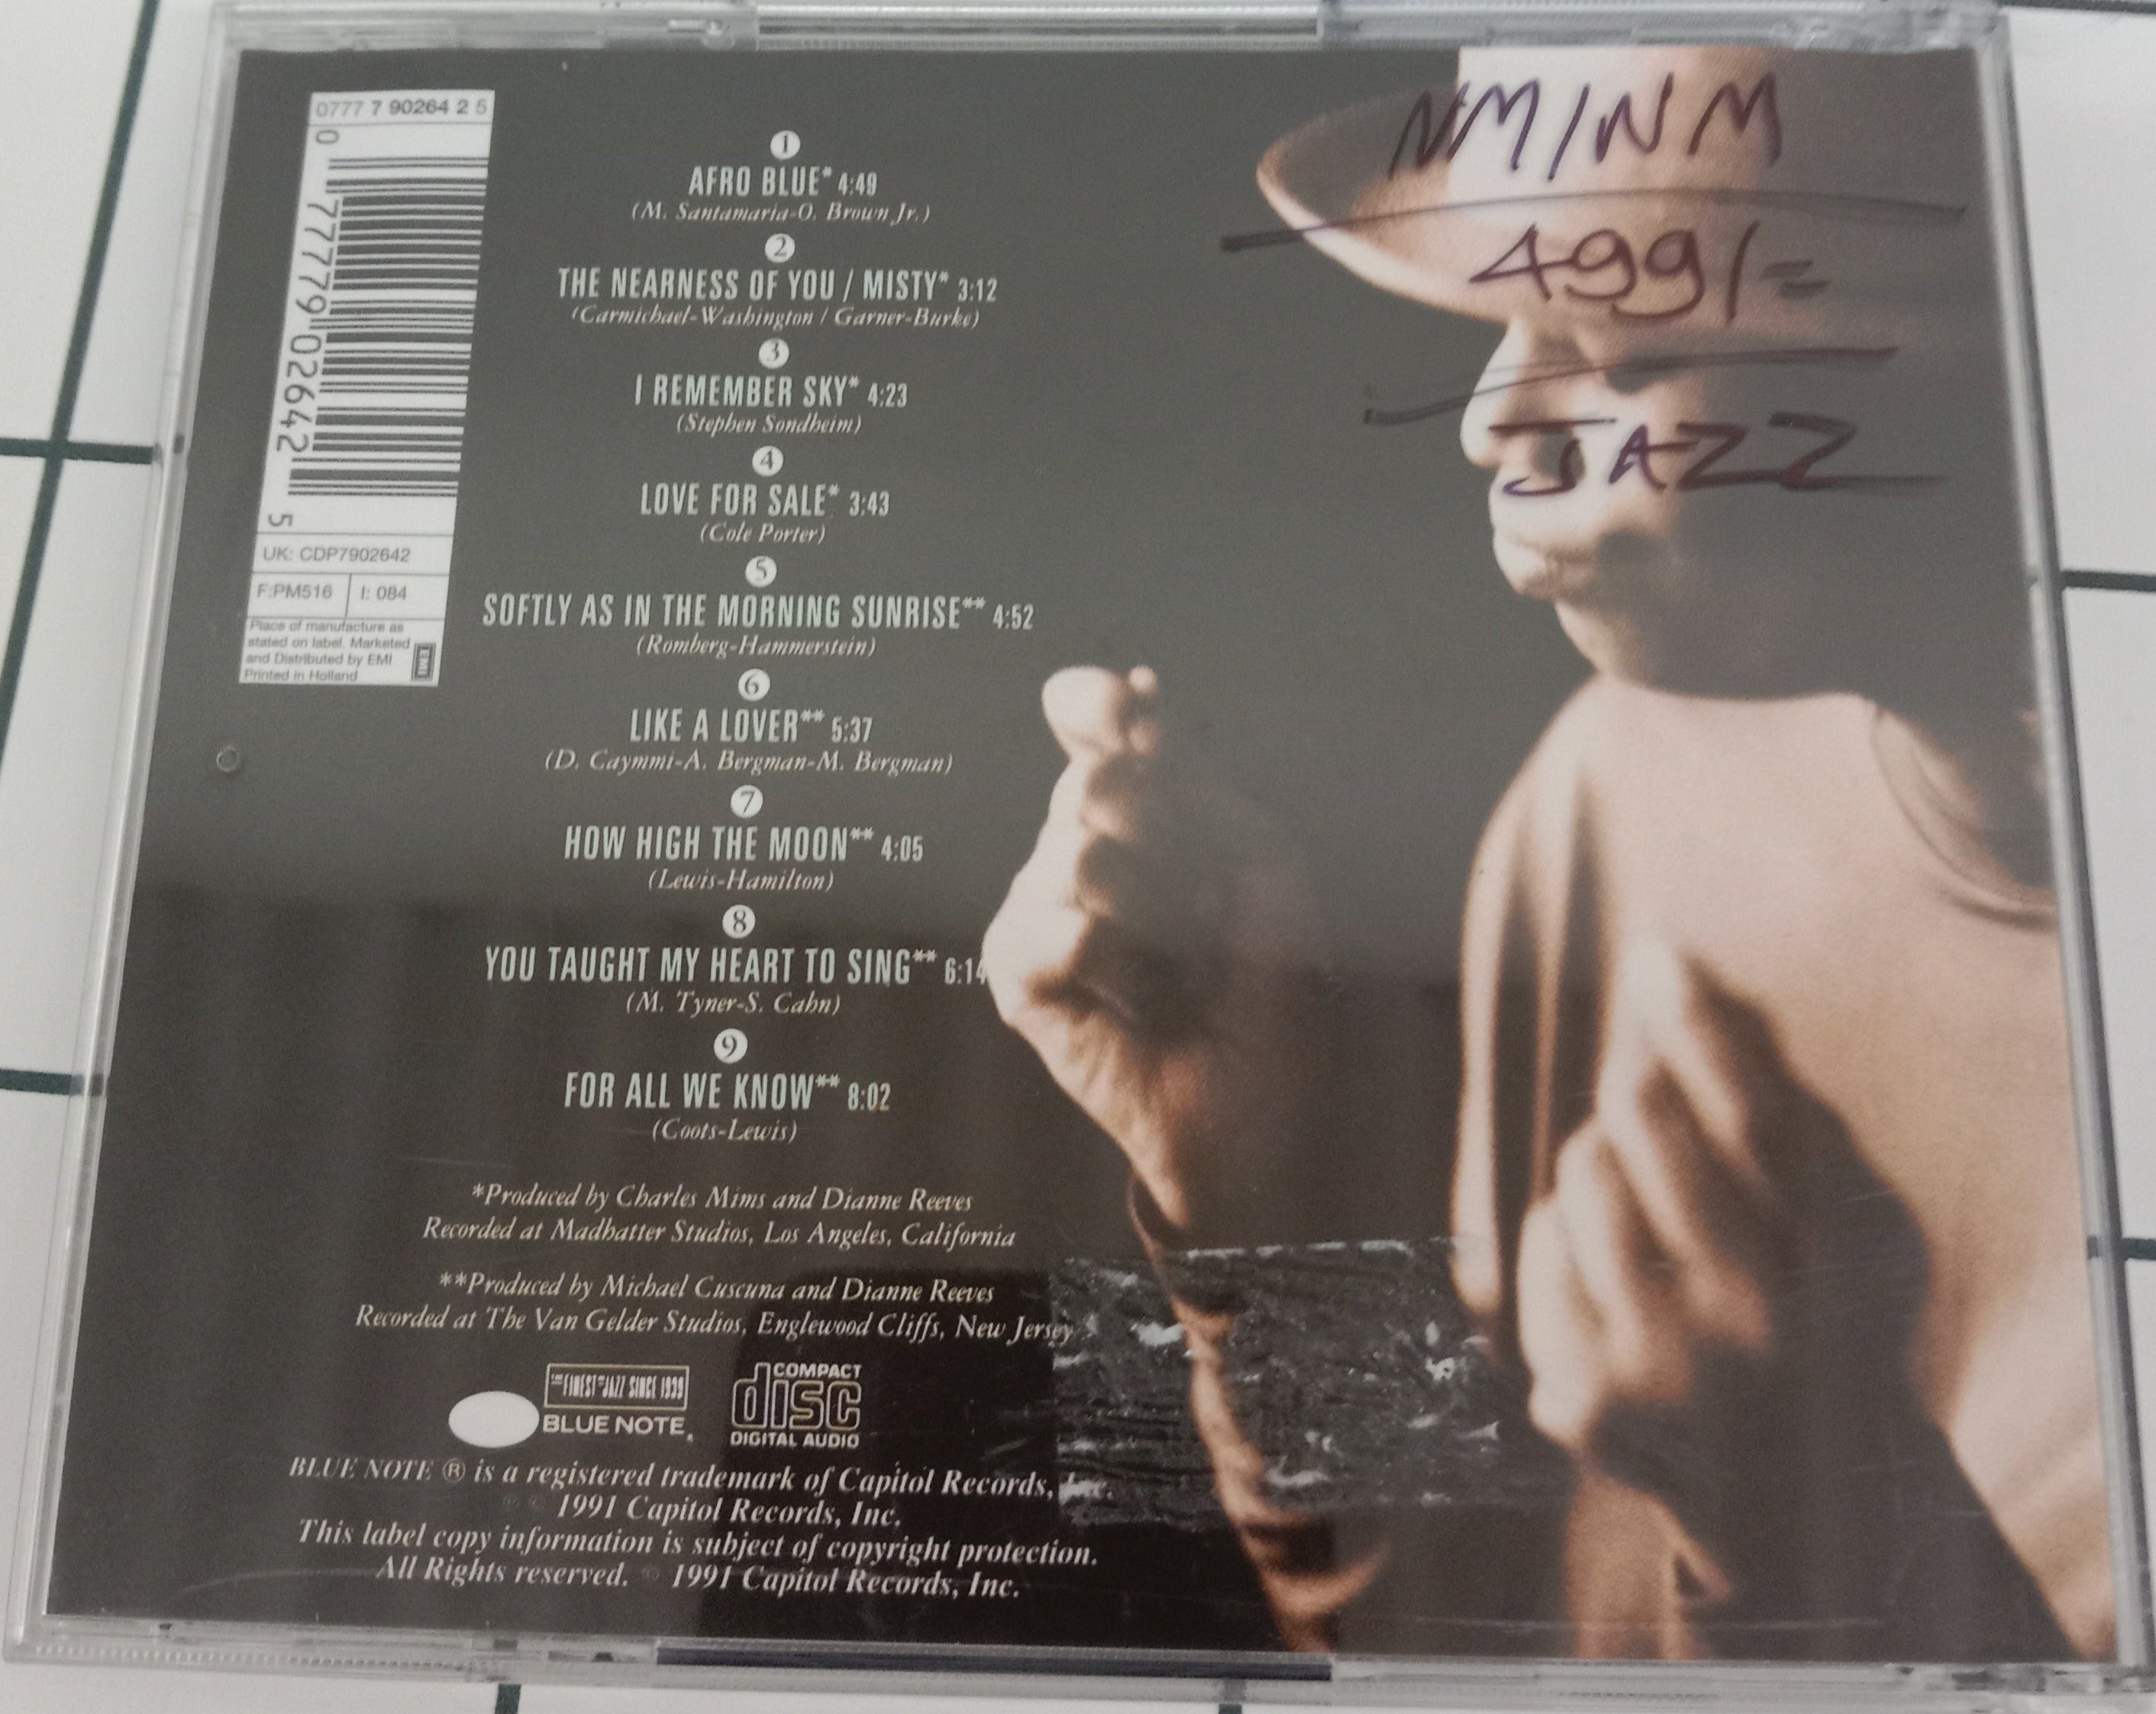 0777 7 90264 2 5
0 77779 02642 5
UK: CDP7902642
F:PM516 I: 084
Place of manufacture as
stated on label. Marketed
and Distributed by EMI
Printed in Holland
EMI
1
AFRO BLUE* 4:49
(M. Santamaria-O. Brown Jr.)
2
THE NEARNESS OF YOU / MISTY* 3:12
(Carmichael-Washington / Garner-Burke)
3
I REMEMBER SKY* 4:23
(Stephen Sondheim)
4
LOVE FOR SALE* 3:43
(Cole Porter)
5
SOFTLY AS IN THE MORNING SUNRISE** 4:52
(Romberg-Hammerstein)
6
LIKE A LOVER** 5:37
(D. Caymmi-A. Bergman-M. Bergman)
7
HOW HIGH THE MOON** 4:05
(Lewis-Hamilton)
8
YOU TAUGHT MY HEART TO SING** 6:14
(M. Tyner-S. Cahn)
9
FOR ALL WE KNOW** 8:02
(Coots-Lewis)
*Produced by Charles Mims and Dianne Reeves
Recorded at Madhatter Studios, Los Angeles, California
**Produced by Michael Cuscuna and Dianne Reeves
Recorded at The Van Gelder Studios, Englewood Cliffs, New Jersey
THE FINEST IN JAZZ SINCE 1939
BLUE NOTE®
COMPACT
disc
DIGITAL AUDIO
BLUE NOTE ® is a registered trademark of Capitol Records, Inc.
℗ © 1991 Capitol Records, Inc.
This label copy information is subject of copyright protection.
All Rights reserved. © 1991 Capitol Records, Inc.
NM/NM
499/=
JAZZ